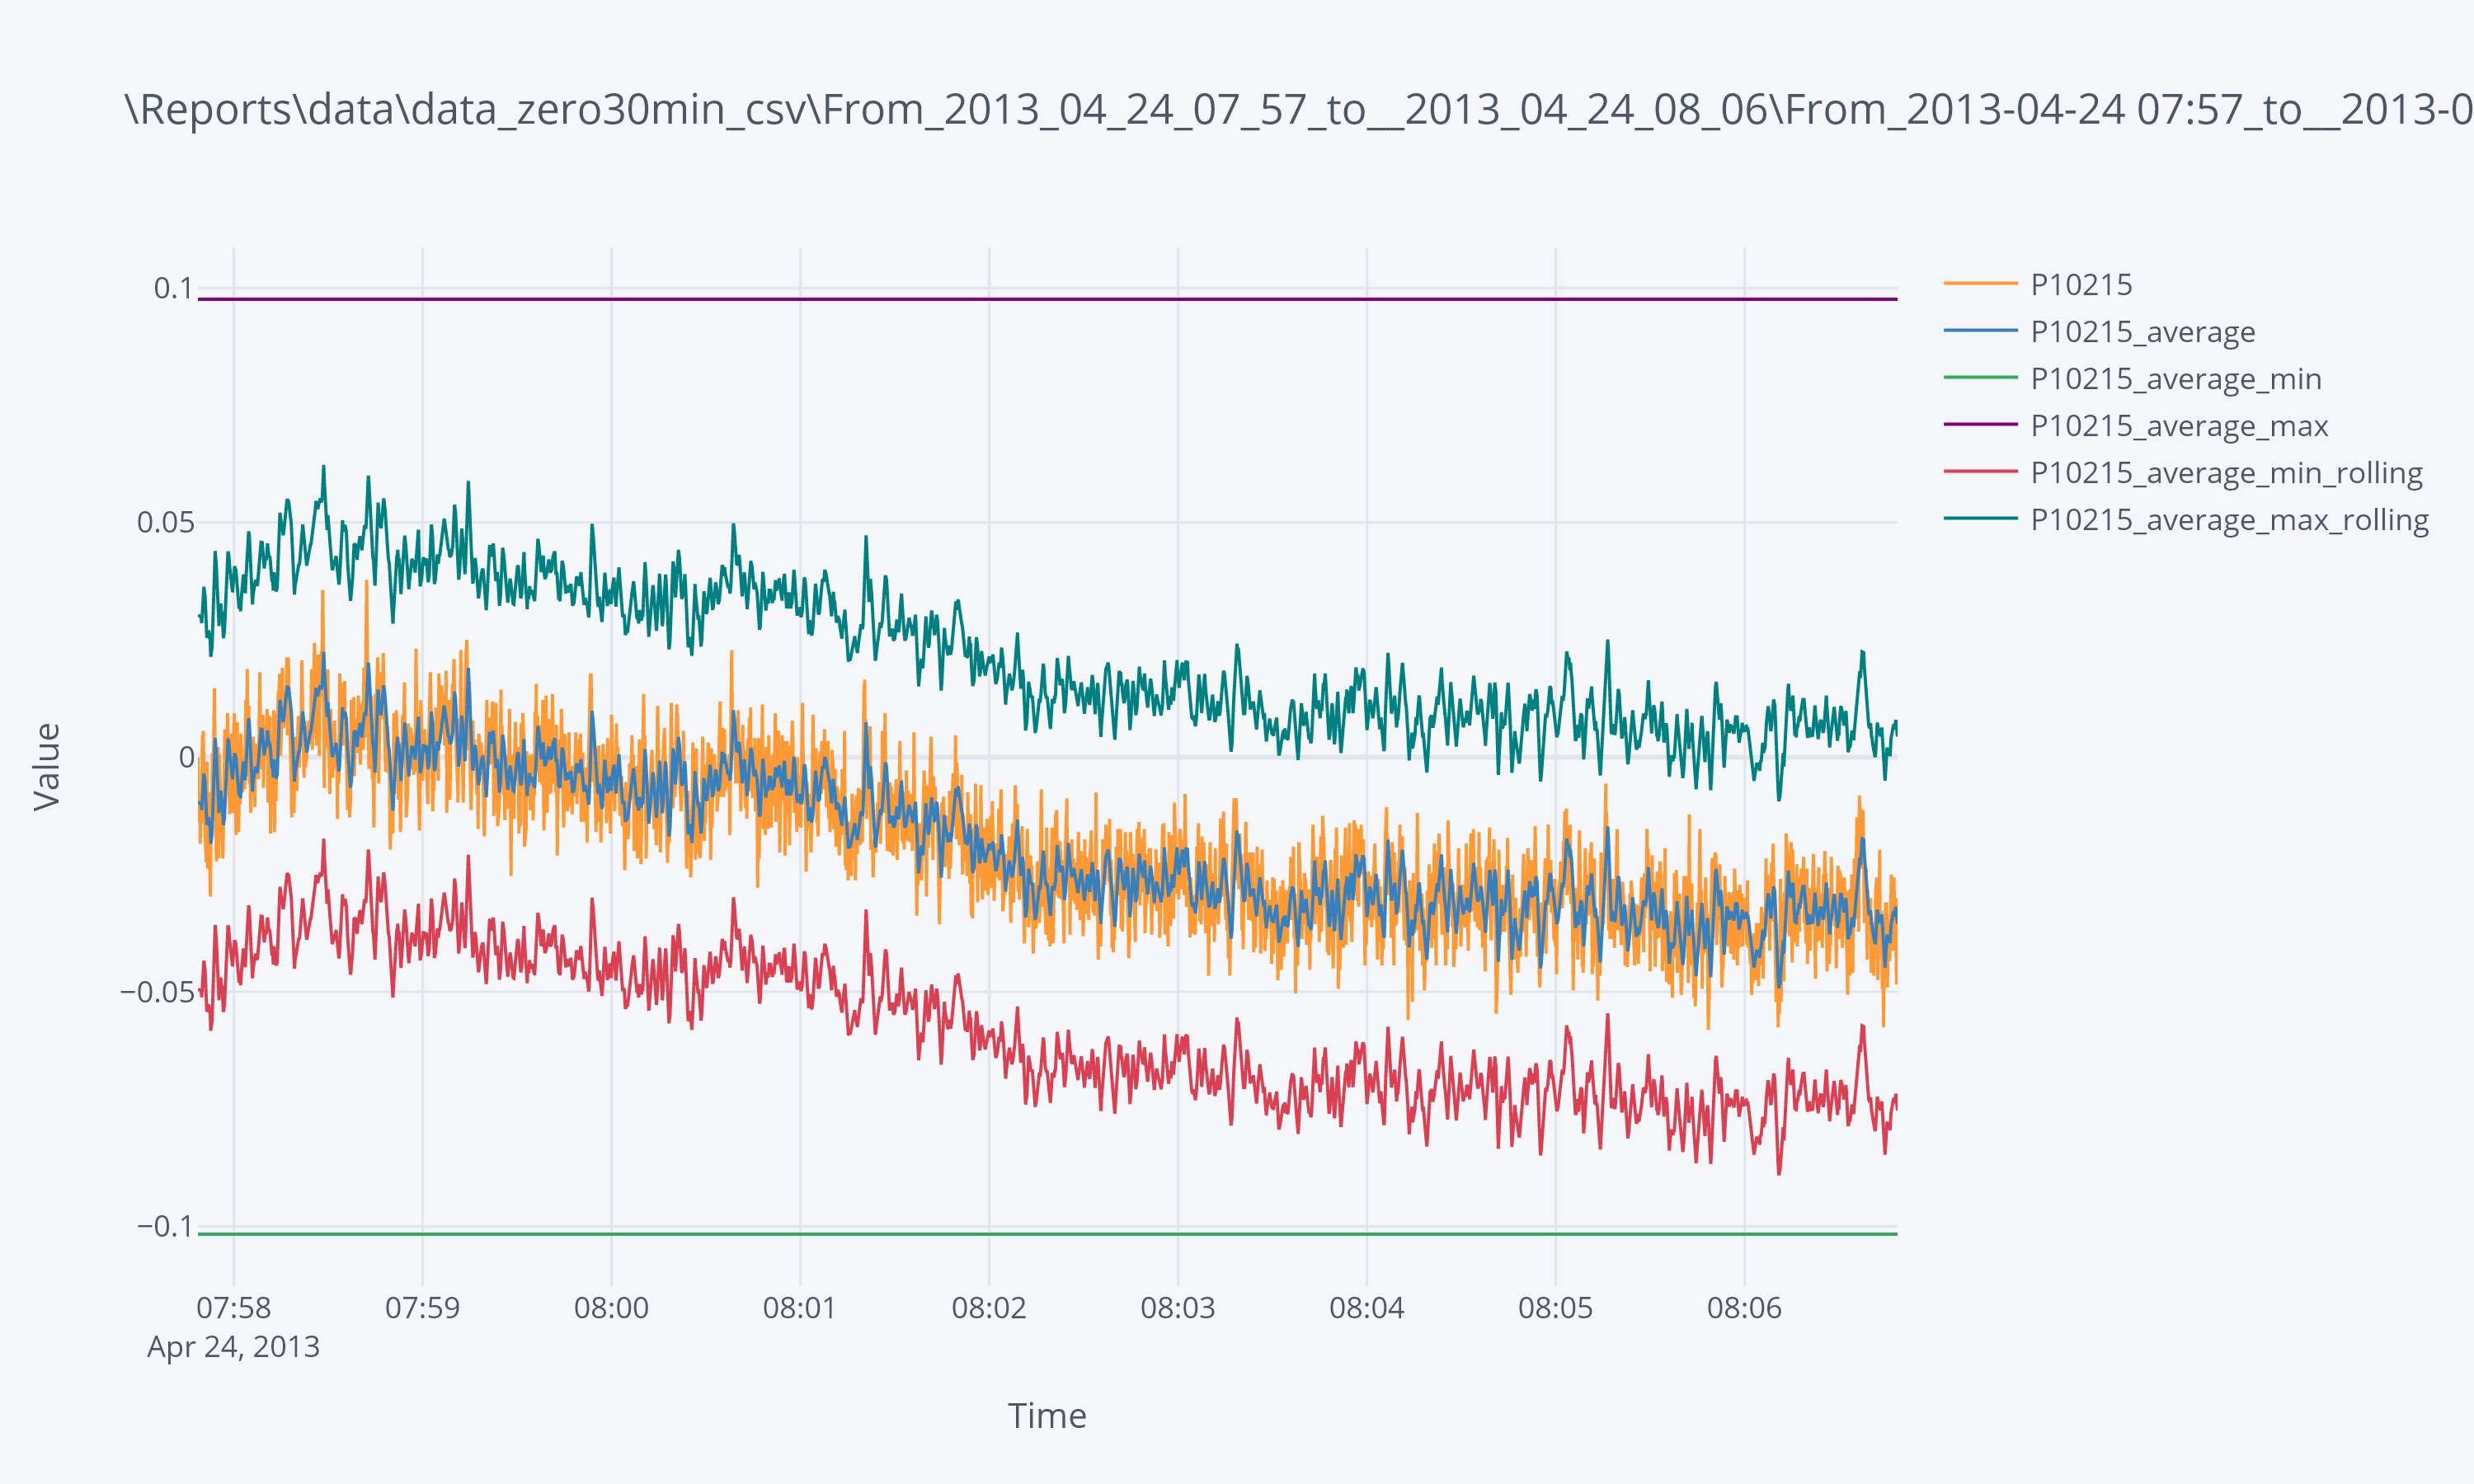 \Reports\data\data_zero30min_csv\From_2013_04_24_07_57_to__2013_04_24_08_06\From_2013-04-24 07:57_to__2013-0
0.1
0.05
0
−0.05
−0.1
Value
07:58
Apr 24, 2013
07:59
08:00
08:01
08:02
08:03
08:04
08:05
08:06
Time
P10215
P10215_average
P10215_average_min
P10215_average_max
P10215_average_min_rolling
P10215_average_max_rolling